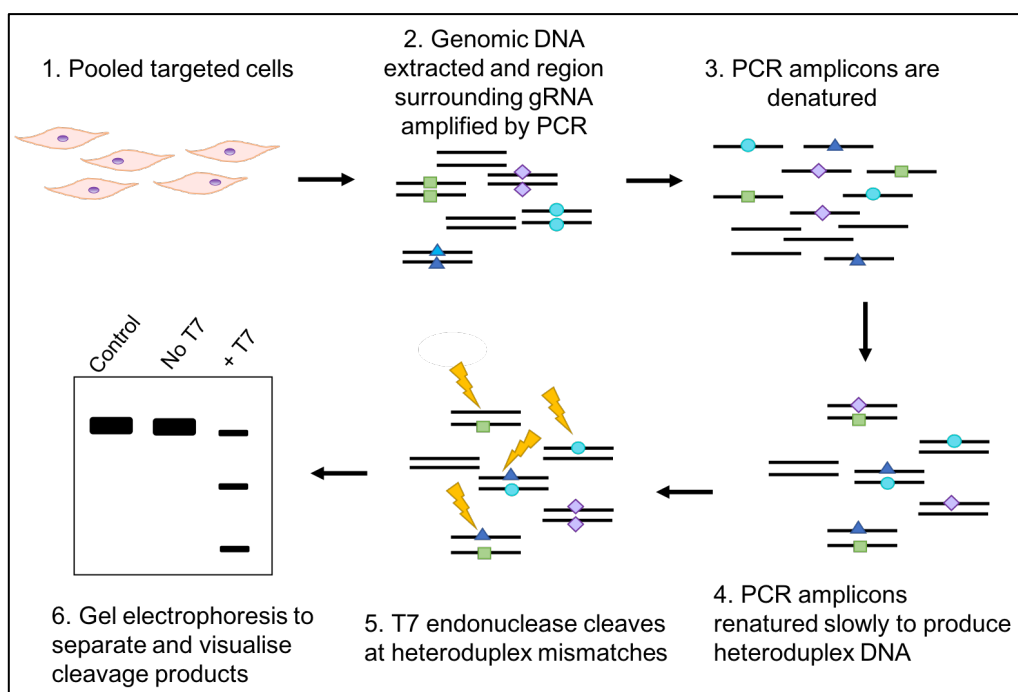 1. Pooled targeted cells
2. Genomic DNA
extracted and region
surrounding gRNA
amplified by PCR
3. PCR amplicons are
denatured
4. PCR amplicons
renatured slowly to produce
heteroduplex DNA
5. T7 endonuclease cleaves
at heteroduplex mismatches
Control
No T7
+ T7
6. Gel electrophoresis to
separate and visualise
cleavage products